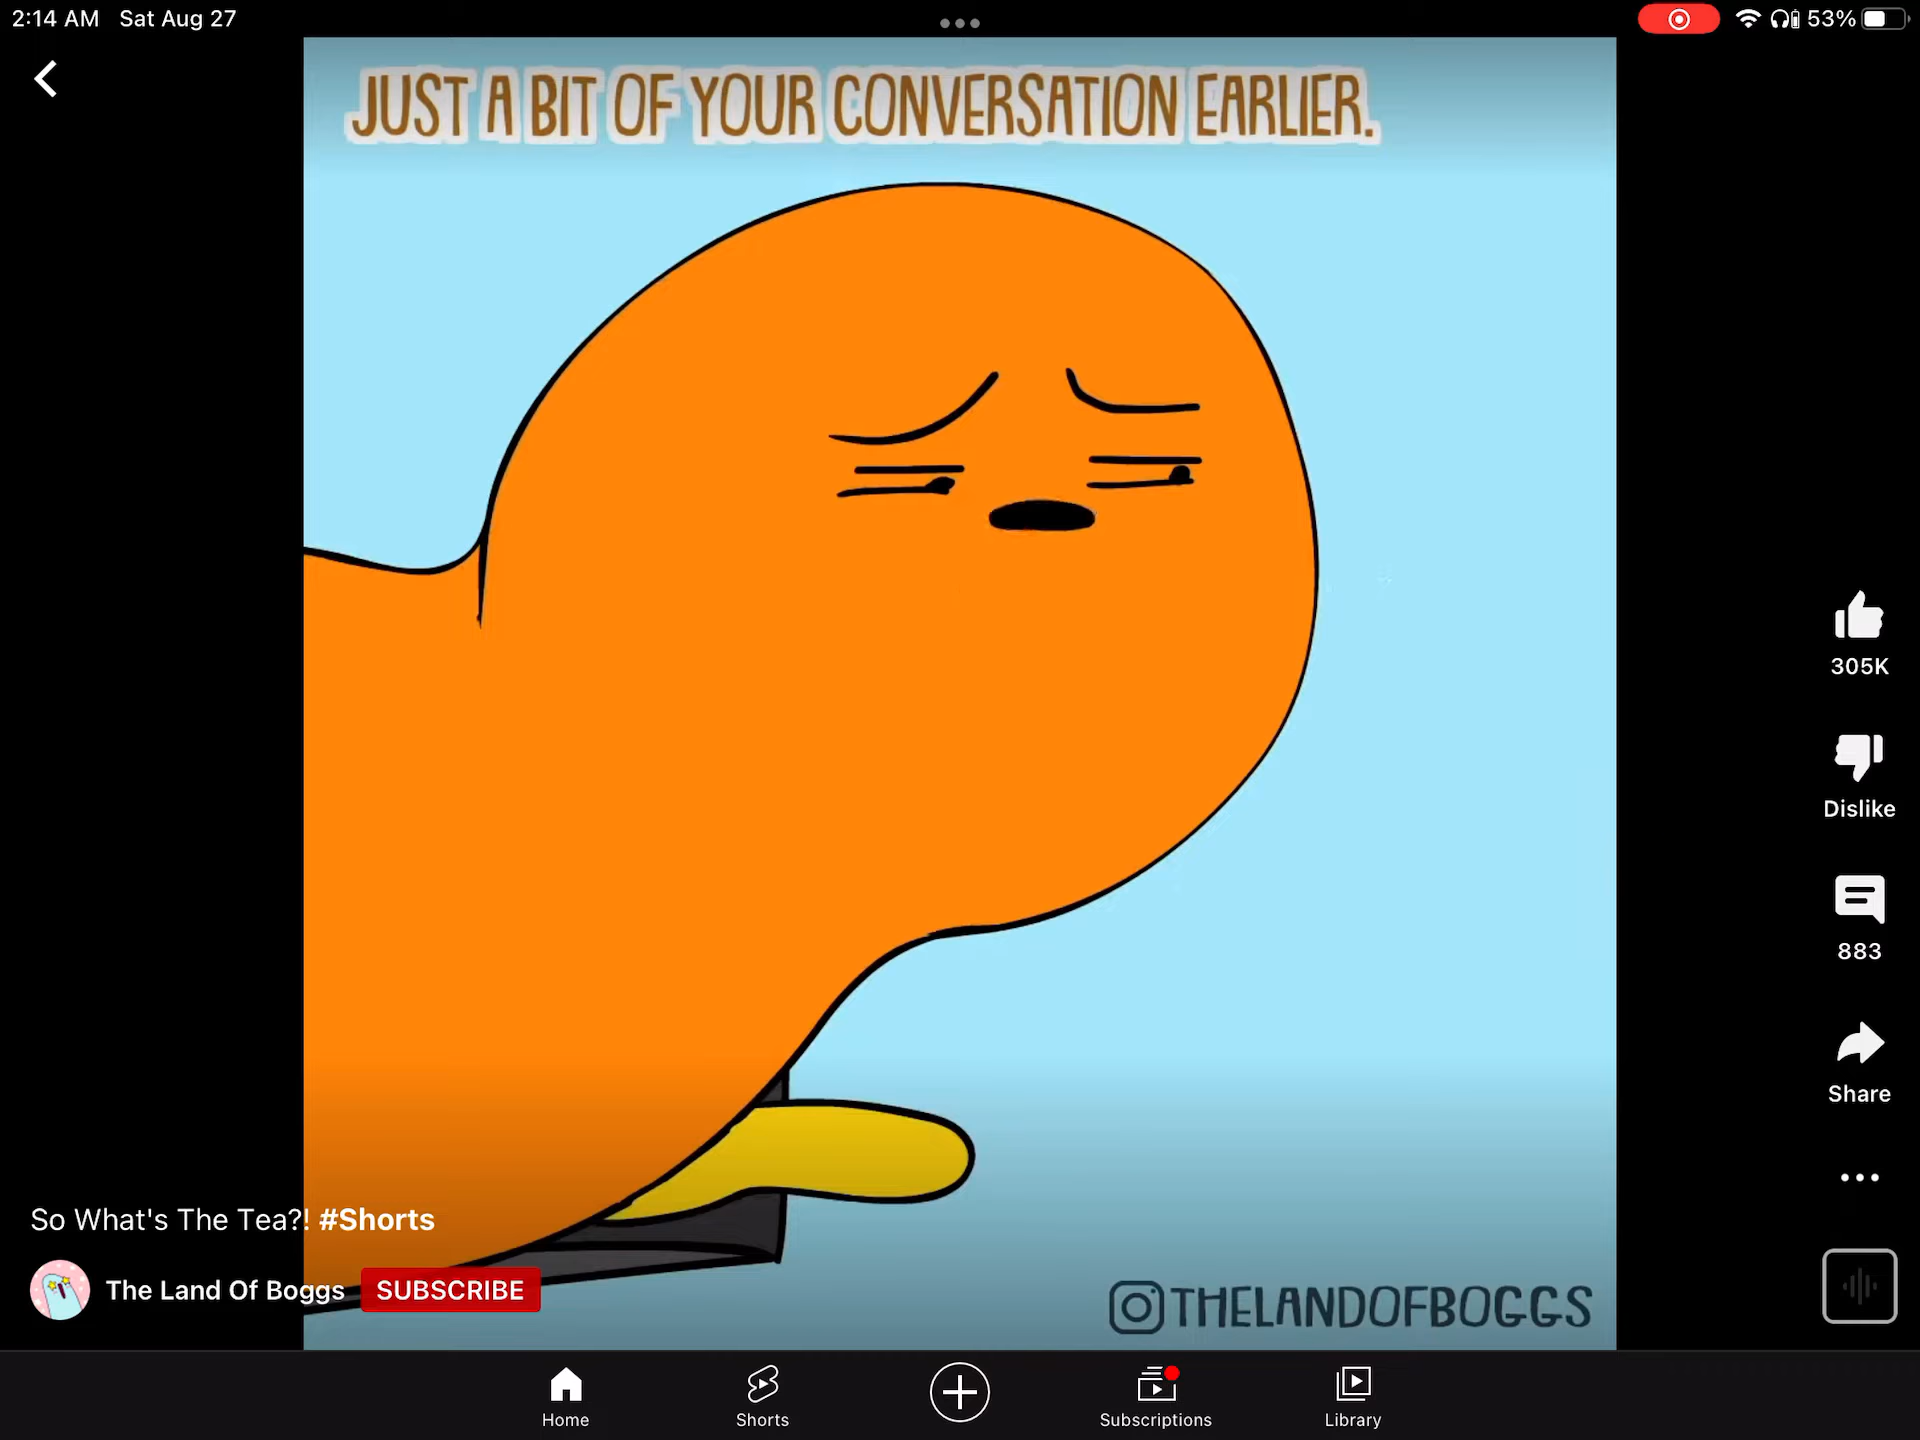 2:14 AM Sat Aug 27
53%
JUST A BIT OF YOUR CONVERSATION EARLIER.
305K
Dislike
883
Share
So What's The Tea?! #Shorts
The Land Of Boggs SUBSCRIBE
THELANDOFBOGGS
Home Shorts Subscriptions Library